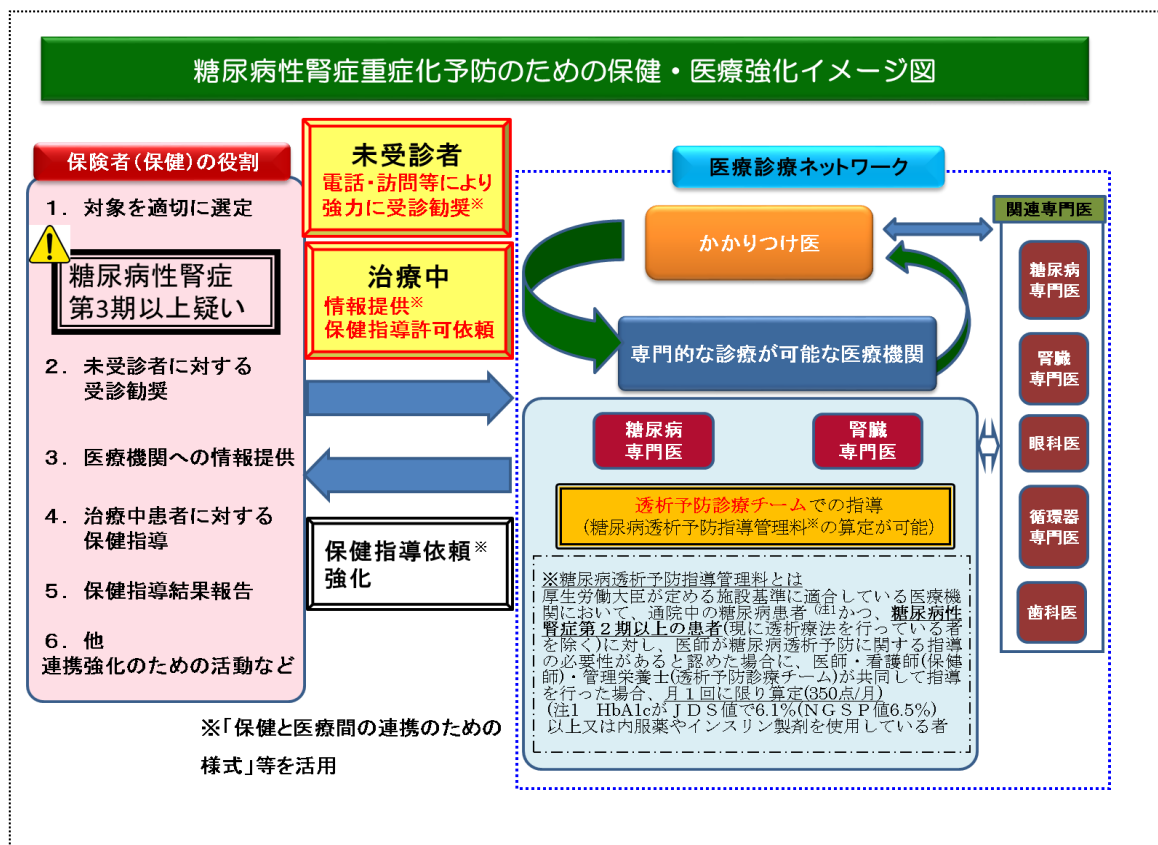 糖尿病性腎症重症化予防のための保健・医療強化イメージ図
保険者（保健）の役割
1． 対象を適切に選定
糖尿病性腎症
第3期以上疑い
2． 未受診者に対する
受診勧奨
3． 医療機関への情報提供
4． 治療中患者に対する
保健指導
5． 保健指導結果報告
6． 他
連携強化のための活動など
未受診者
電話・訪問等により
強力に受診勧奨※
治療中
情報提供※
保健指導許可依頼
保健指導依頼※
強化
※「保健と医療間の連携のための
様式」等を活用
医療診療ネットワーク
かかりつけ医
専門的な診療が可能な医療機関
糖尿病
専門医
腎臓
専門医
透析予防診療チームでの指導
(糖尿病透析予防指導管理料※の算定が可能)
※糖尿病透析予防指導管理料とは
厚生労働大臣が定める施設基準に適合している医療機
関において、通院中の糖尿病患者(注1かつ、糖尿病性
腎症第２期以上の患者(現に透析療法を行っている者
を除く)に対し、医師が糖尿病透析予防に関する指導
の必要性があると認めた場合に、医師・看護師(保健
師)・管理栄養士(透析予防診療チーム)が共同して指導
を行った場合、月１回に限り算定(350点/月)
(注1　HbA1cがＪＤＳ値で6.1%(ＮＧＳＰ値6.5%)
以上又は内服薬やインスリン製剤を使用している者
関連専門医
糖尿病
専門医
腎臓
専門医
眼科医
循環器
専門医
歯科医